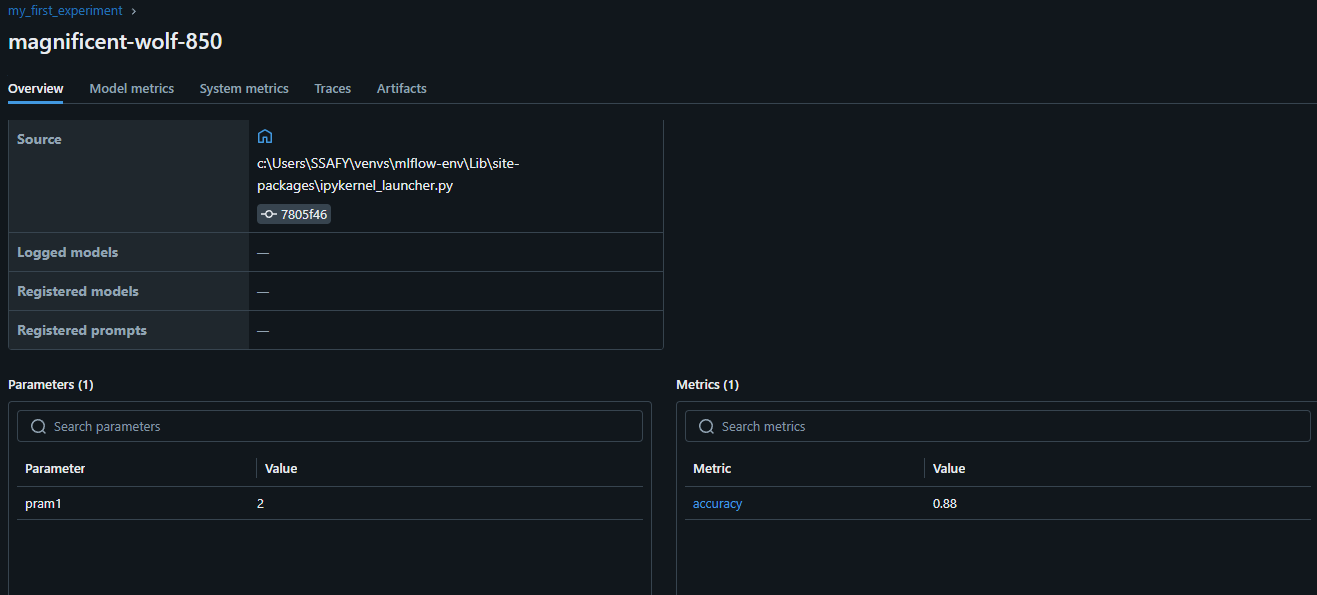 my_first_experiment >
magnificent-wolf-850
Overview Model metrics System metrics Traces Artifacts
Source
c:\Users\SSAFY\venvs\mlflow-env\Lib\site-
packages\ipykernel_launcher.py
7805f46
Logged models —
Registered models —
Registered prompts —
Parameters (1)
Search parameters
Parameter Value
pram1 2
Metrics (1)
Search metrics
Metric Value
accuracy 0.88